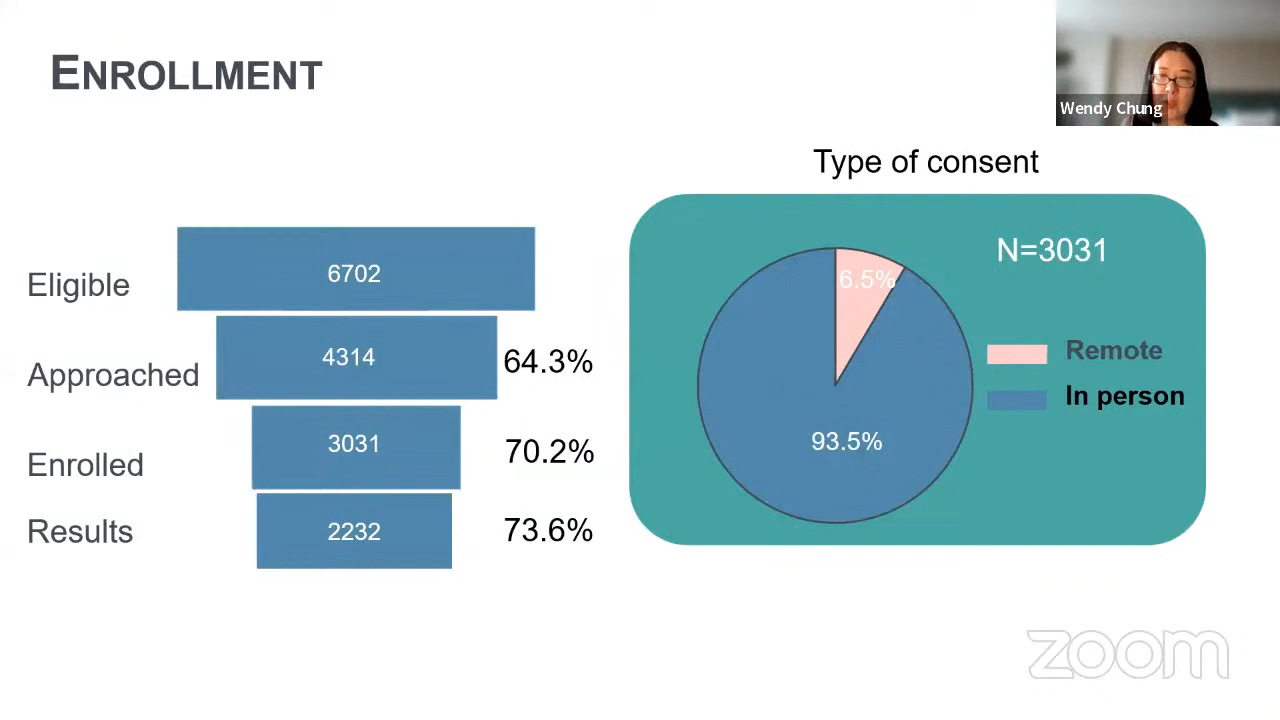 ENROLLMENT
Wendy Chung
Type of consent
Eligible 6702
Approached 4314 64.3%
Enrolled 3031 70.2%
Results 2232 73.6%
N=3031
6.5%
Remote
In person
93.5%
zoom